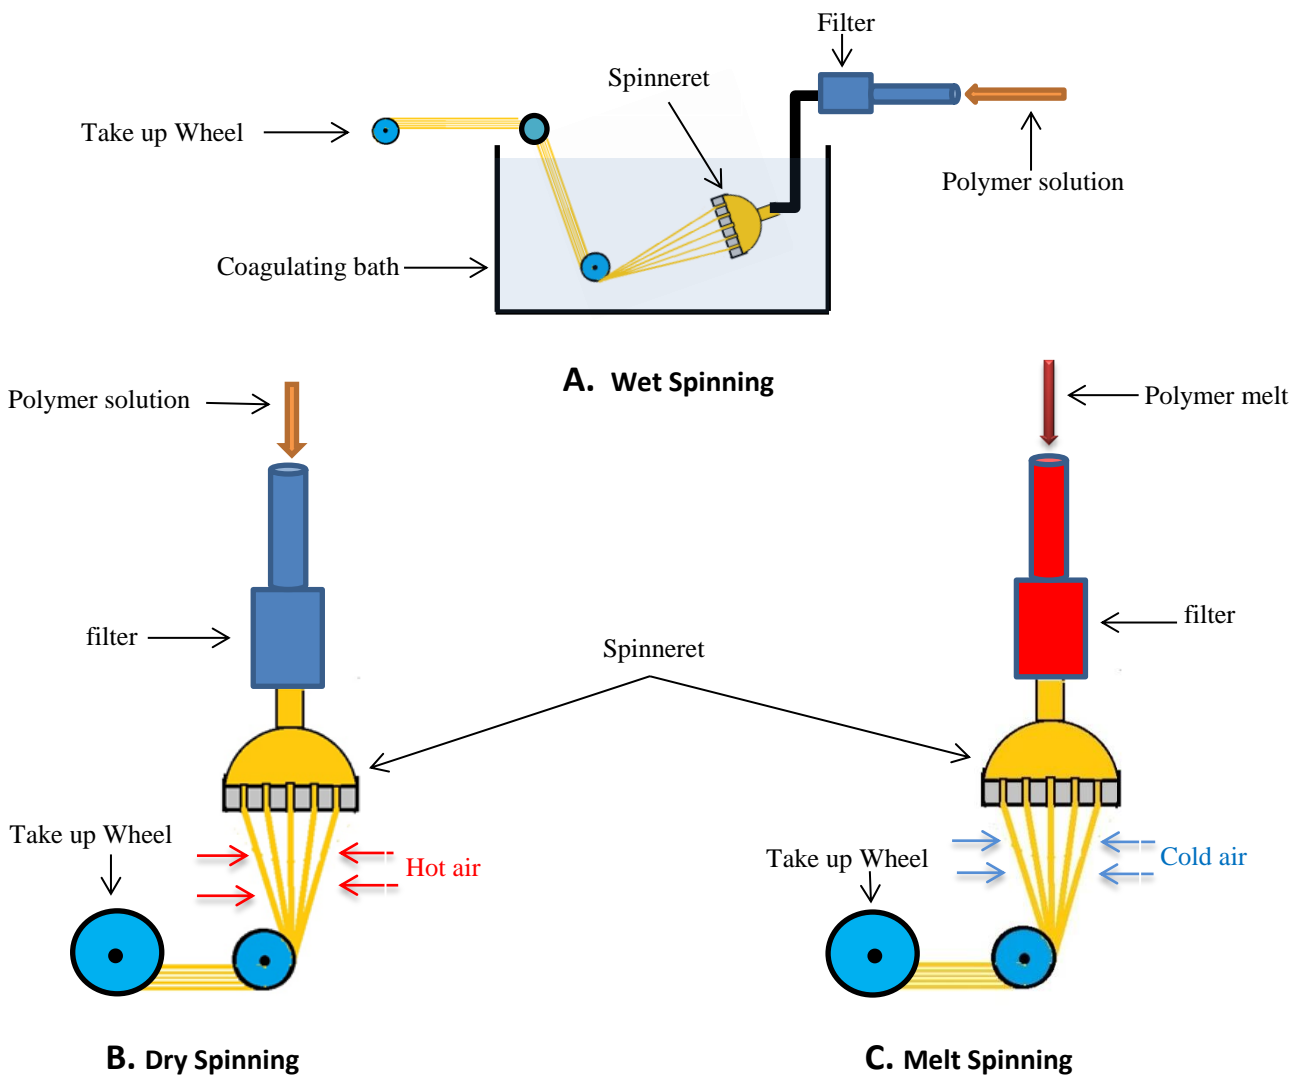 Filter
Spinneret
Take up Wheel
Polymer solution
Coagulating bath
A. Wet Spinning
Polymer solution
Polymer melt
filter
filter
Spinneret
Take up Wheel
Hot air
Take up Wheel
Cold air
B. Dry Spinning
C. Melt Spinning